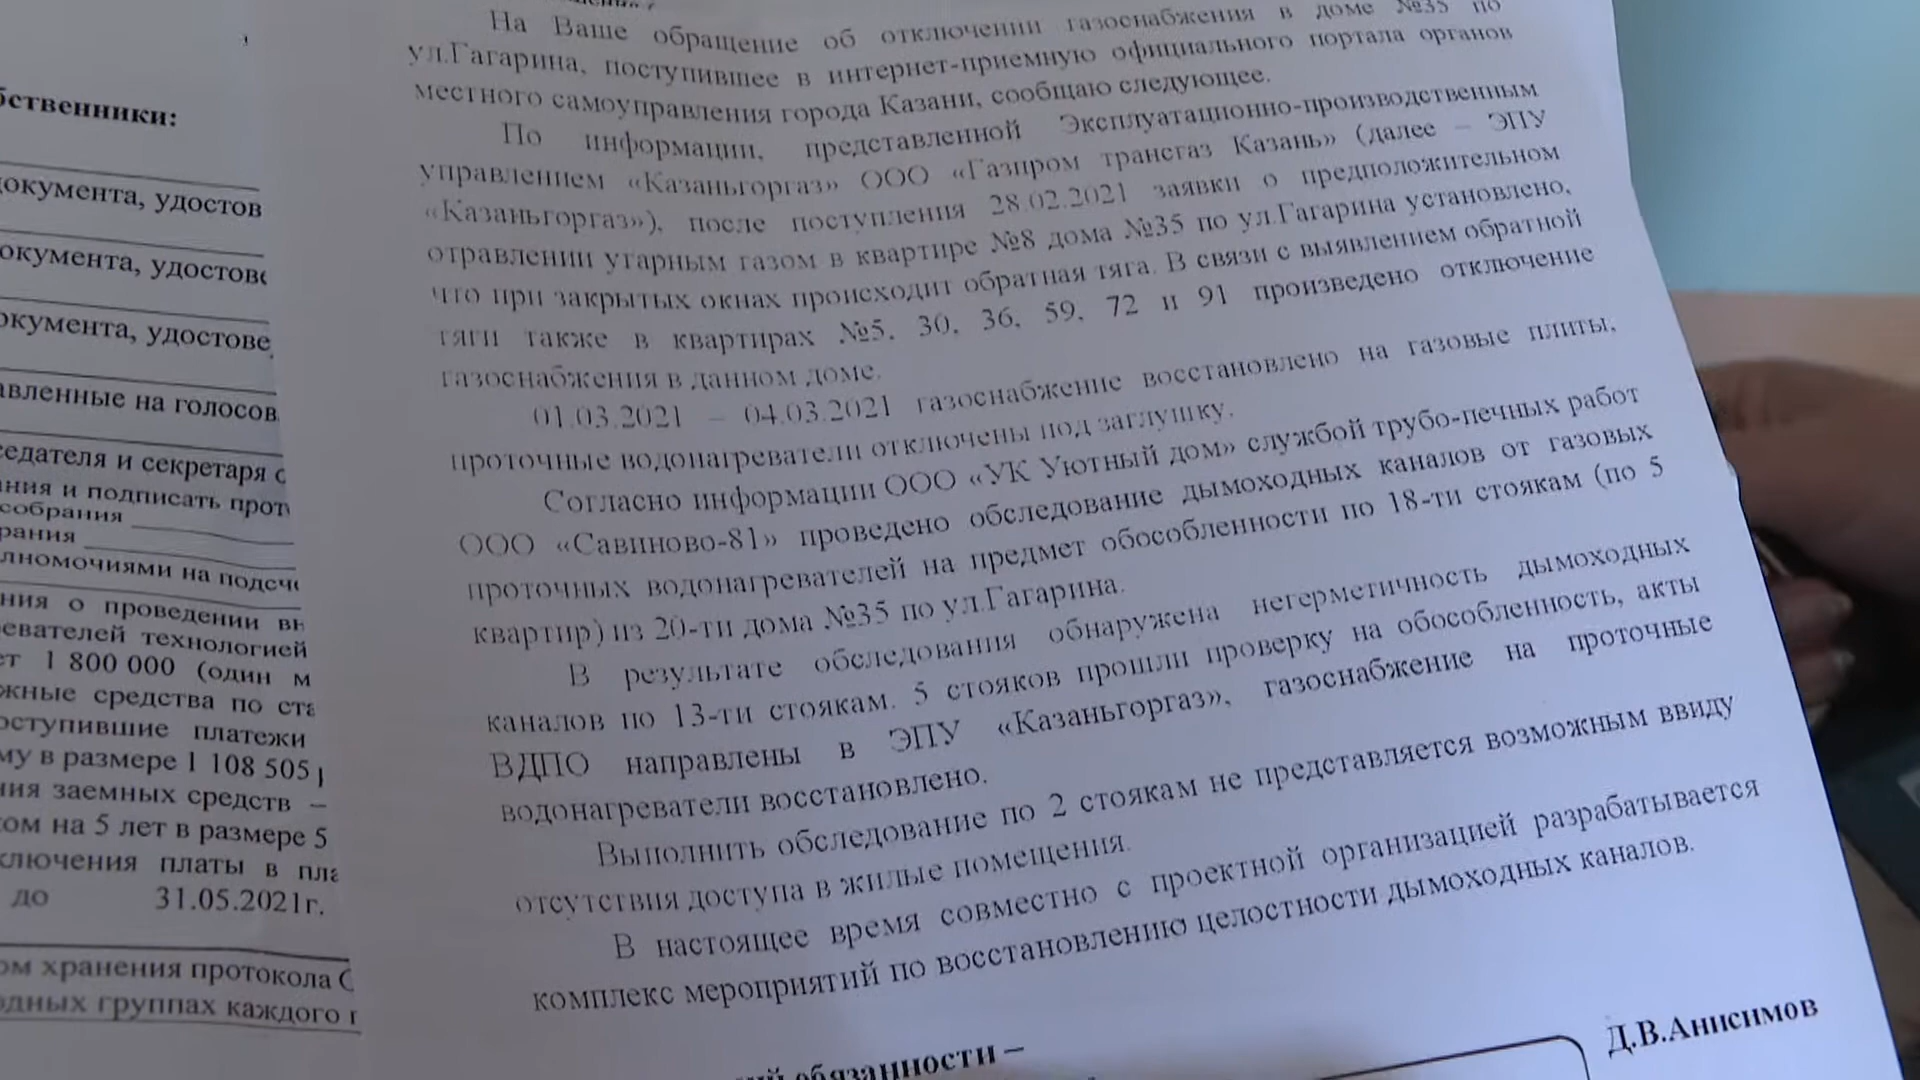 На Ваше обращение об отключении газоснабжения в доме №35 по
ул.Гагарина, поступившее в интернет-приемную официального портала органов
местного самоуправления города Казани, сообщаю следующее.
По информации, представленной Эксплуатационно-производственным
управлением «Казаньгоргаз» ООО «Газпром трансгаз Казань» (далее – ЭПУ
«Казаньгоргаз»), после поступления 28.02.2021 заявки о предположительном
отравлении угарным газом в квартире №8 дома №35 по ул.Гагарина установлено,
что при закрытых окнах происходит обратная тяга. В связи с выявлением обратной
тяги также в квартирах №5, 30, 36, 59, 72 и 91 произведено отключение
газоснабжения в данном доме.
01.03.2021 – 04.03.2021 газоснабжение восстановлено на газовые плиты,
проточные водонагреватели отключены под заглушку.
Согласно информации ООО «УК Уютный дом» службой трубо-печных работ
ООО «Савиново-81» проведено обследование дымоходных каналов от газовых
проточных водонагревателей на предмет обособленности по 18-ти стоякам (по 5
квартир) из 20-ти дома №35 по ул.Гагарина.
В результате обследования обнаружена негерметичность дымоходных
каналов по 13-ти стоякам. 5 стояков прошли проверку на обособленность, акты
ВДПО направлены в ЭПУ «Казаньгоргаз», газоснабжение на проточные
водонагреватели восстановлено.
Выполнить обследование по 2 стоякам не представляется возможным ввиду
отсутствия доступа в жилые помещения.
В настоящее время совместно с проектной организацией разрабатывается
комплекс мероприятий по восстановлению целостности дымоходных каналов.
обязанности –
Д.В.Анисимов
бственники:
документа, удостов
окумента, удостове
окумента, удостове
авленные на голосов
седателя и секретаря с
ания и подписать прот
собрания
рания
лномочиями на подсч
ния о проведении вн
евателей технологией
ет 1 800 000 (один м
жные средства по ста
оступившие платежи
му в размере 1 108 505
ния заемных средств –
ом на 5 лет в размере 5
ключения платы в пла
до 31.05.2021г.
ом хранения протокола
одных группах каждого